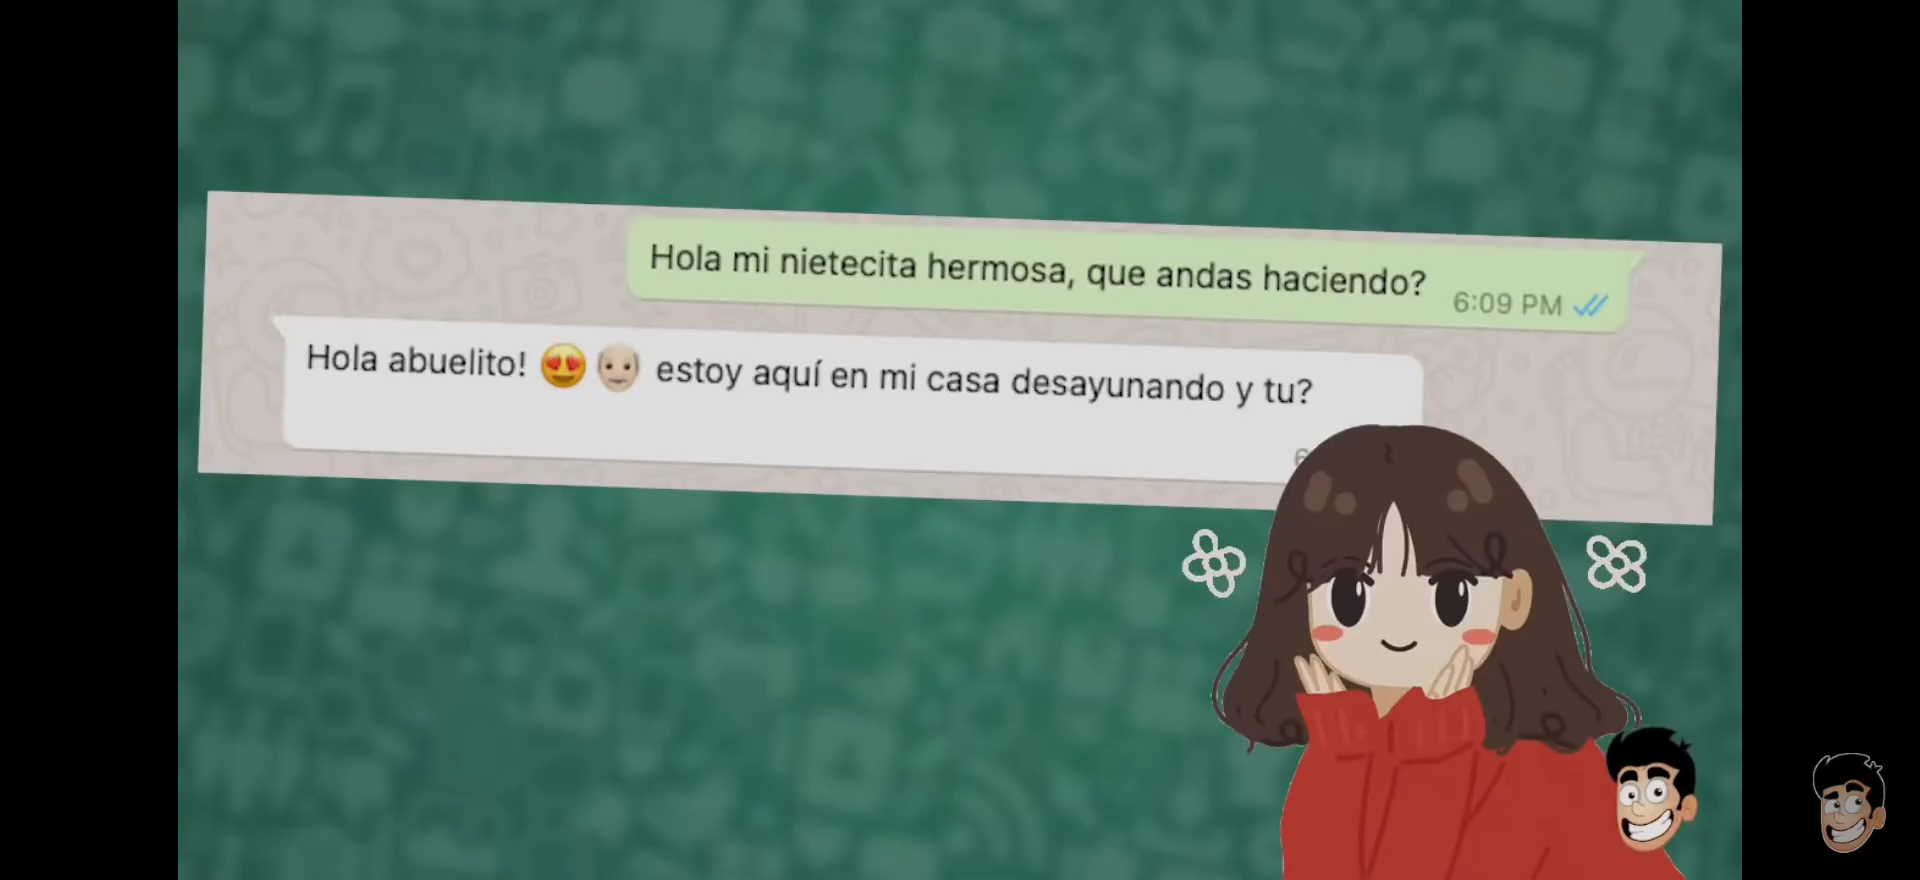 Hola mi nietecita hermosa, que andas haciendo?
6:09 PM
Hola abuelito! 😍👴🏻 estoy aquí en mi casa desayunando y tu?